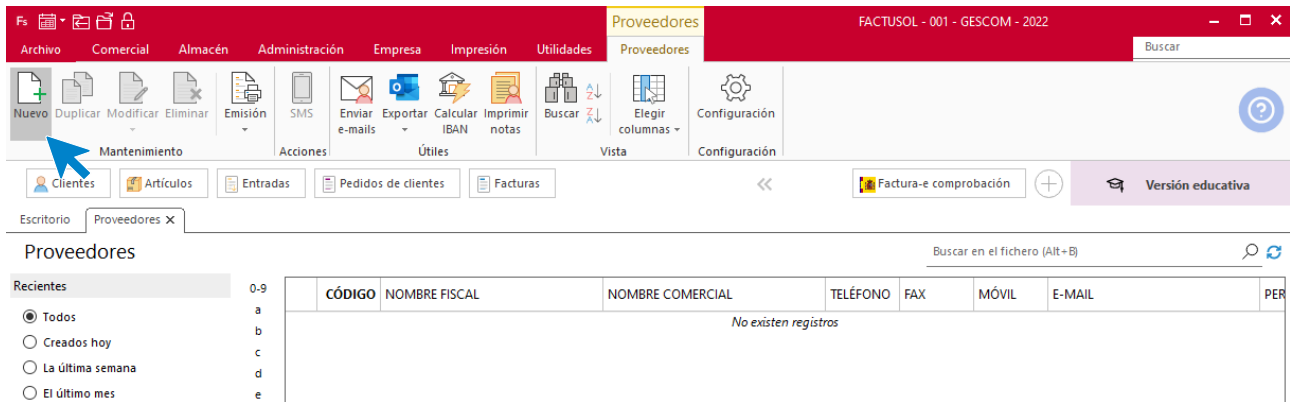 Fs
Proveedores
FACTUSOL - 001 - GESCOM - 2022
Archivo Comercial Almacén Administración Empresa Impresión Utilidades Proveedores
Buscar
Nuevo Duplicar Modificar Eliminar Emisión SMS Enviar e-mails Exportar Calcular IBAN Imprimir notas Buscar Elegir columnas Configuración
Mantenimiento Acciones Útiles Vista Configuración
Clientes Artículos Entradas Pedidos de clientes Facturas Factura-e comprobación Versión educativa
Escritorio Proveedores
Proveedores
Buscar en el fichero (Alt+B)
Recientes 0-9 CÓDIGO NOMBRE FISCAL NOMBRE COMERCIAL TELÉFONO FAX MÓVIL E-MAIL PER
Todos a
No existen registros
Creados hoy b
c
La última semana d
El último mes e